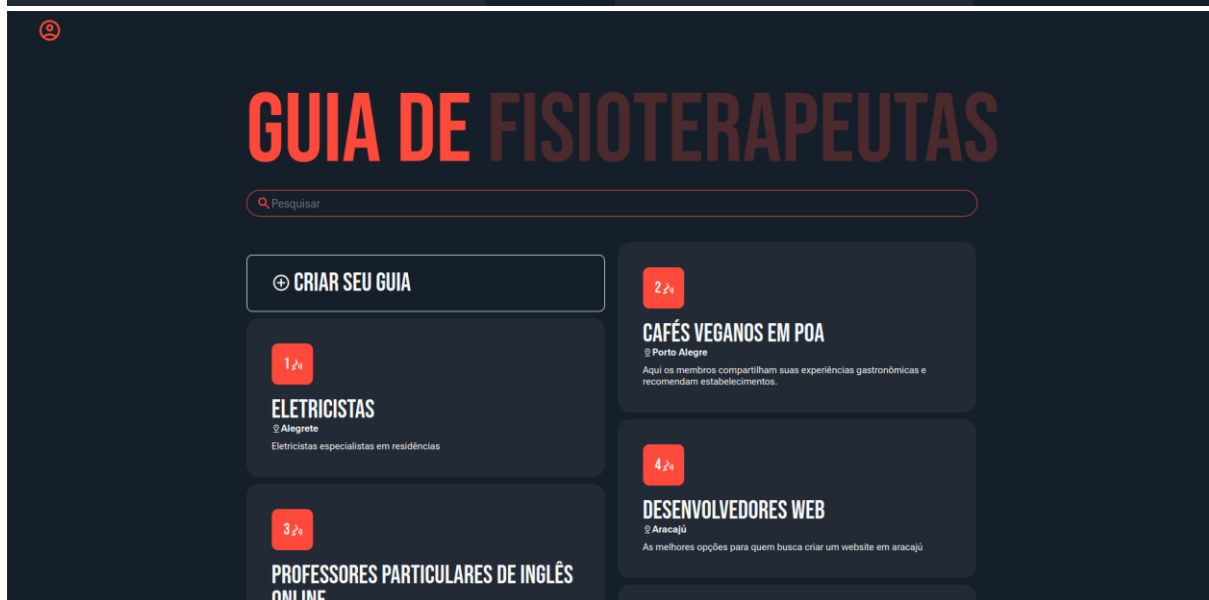 GUIA DE FISIOTERAPEUTAS
Pesquisar
CRIAR SEU GUIA
1
ELETRICISTAS
Alegrete
Eletricistas especialistas em residências
3
PROFESSORES PARTICULARES DE INGLÊS
ONLINE
2
CAFÉS VEGANOS EM POA
Porto Alegre
Aqui os membros compartilham suas experiências gastronômicas e
recomendam estabelecimentos.
4
DESENVOLVEDORES WEB
Aracajú
As melhores opções para quem busca criar um website em aracajú